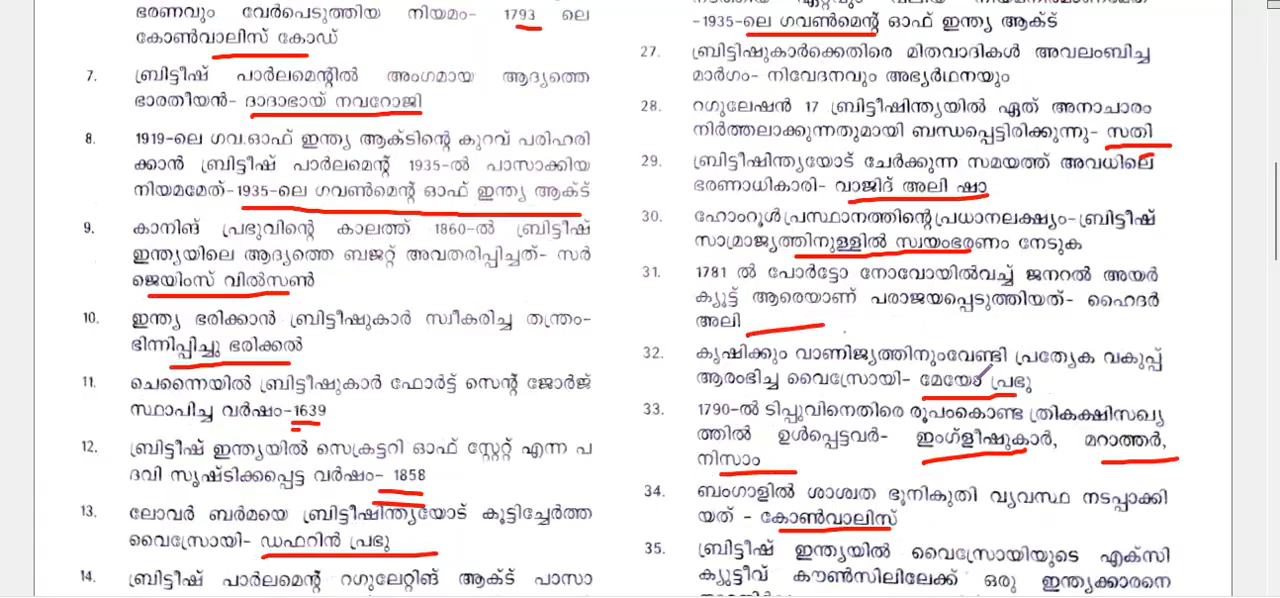 ഭരണവും വേർപെടുത്തിയ നിയമം- 1793 ലെ
കോൺവാലിസ് കോഡ്
7. ബ്രിട്ടീഷ് പാർലമെന്റിൽ അംഗമായ ആദ്യത്തെ
ഭാരതീയൻ- ദാദാഭായ് നവറോജി
8. 1919-ലെ ഗവ.ഓഫ് ഇന്ത്യ ആക്ടിന്റെ കുറവ് പരിഹരി
ക്കാൻ ബ്രിട്ടീഷ് പാർലമെന്റ് 1935-ൽ പാസാക്കിയ
നിയമമേത്-1935-ലെ ഗവൺമെന്റ് ഓഫ് ഇന്ത്യ ആക്ട്
9. കാനിങ് പ്രഭുവിന്റെ കാലത്ത് 1860-ൽ ബ്രിട്ടീഷ്
ഇന്ത്യയിലെ ആദ്യത്തെ ബജറ്റ് അവതരിപ്പിച്ചത്- സർ
ജെയിംസ് വിൽസൺ
10. ഇന്ത്യ ഭരിക്കാൻ ബ്രിട്ടീഷുകാർ സ്വീകരിച്ച തന്ത്രം-
ഭിന്നിപ്പിച്ചു ഭരിക്കൽ
11. ചെന്നൈയിൽ ബ്രിട്ടീഷുകാർ ഫോർട്ട് സെന്റ് ജോർജ്
സ്ഥാപിച്ച വർഷം-1639
12. ബ്രിട്ടീഷ് ഇന്ത്യയിൽ സെക്രട്ടറി ഓഫ് സ്റ്റേറ്റ് എന്ന പ
ദവി സൃഷ്ടിക്കപ്പെട്ട വർഷം- 1858
13. ലോവർ ബർമയെ ബ്രിട്ടീഷിന്ത്യയോട് കൂട്ടിച്ചേർത്ത
വൈസ്രോയി- ഡഫറിൻ പ്രഭു
14. ബ്രിട്ടീഷ് പാർലമെന്റ് റഗുലേറ്റിങ് ആക്ട് പാസാ
-1935-ലെ ഗവൺമെന്റ് ഓഫ് ഇന്ത്യ ആക്ട്
27. ബ്രിട്ടിഷുകാർക്കെതിരെ മിതവാദികൾ അവലംബിച്ച
മാർഗം- നിവേദനവും അഭ്യർഥനയും
28. റഗുലേഷൻ 17 ബ്രിട്ടീഷിന്ത്യയിൽ ഏത് അനാചാരം
നിർത്തലാക്കുന്നതുമായി ബന്ധപ്പെട്ടിരിക്കുന്നു- സതി
29. ബ്രിട്ടീഷിന്ത്യയോട് ചേർക്കുന്ന സമയത്ത് അവധിലെ
ഭരണാധികാരി- വാജിദ് അലി ഷാ
30. ഹോംറൂൾ പ്രസ്ഥാനത്തിന്റെ പ്രധാനലക്ഷ്യം-ബ്രിട്ടീഷ്
സാമ്രാജ്യത്തിനുള്ളിൽ സ്വയംഭരണം നേടുക
31. 1781 ൽ പോർട്ടോ നോവോയിൽവച്ച് ജനറൽ അയർ
ക്യൂട്ട് ആരെയാണ് പരാജയപ്പെടുത്തിയത്- ഹൈദർ
അലി
32. കൃഷിക്കും വാണിജ്യത്തിനുംവേണ്ടി പ്രത്യേക വകുപ്പ്
ആരംഭിച്ച വൈസ്രോയി- മേയോ പ്രഭു
33. 1790-ൽ ടിപ്പുവിനെതിരെ രൂപംകൊണ്ട ത്രികക്ഷിസഖ്യ
ത്തിൽ ഉൾപ്പെട്ടവർ- ഇംഗ്ളീഷുകാർ, മറാത്തർ,
നിസാം
34. ബംഗാളിൽ ശാശ്വത ഭൂനികുതി വ്യവസ്ഥ നടപ്പാക്കി
യത് - കോൺവാലിസ്
35. ബ്രിട്ടീഷ് ഇന്ത്യയിൽ വൈസ്രോയിയുടെ എക്സി
ക്യൂട്ടീവ് കൗൺസിലിലേക്ക് ഒരു ഇന്ത്യക്കാരനെ